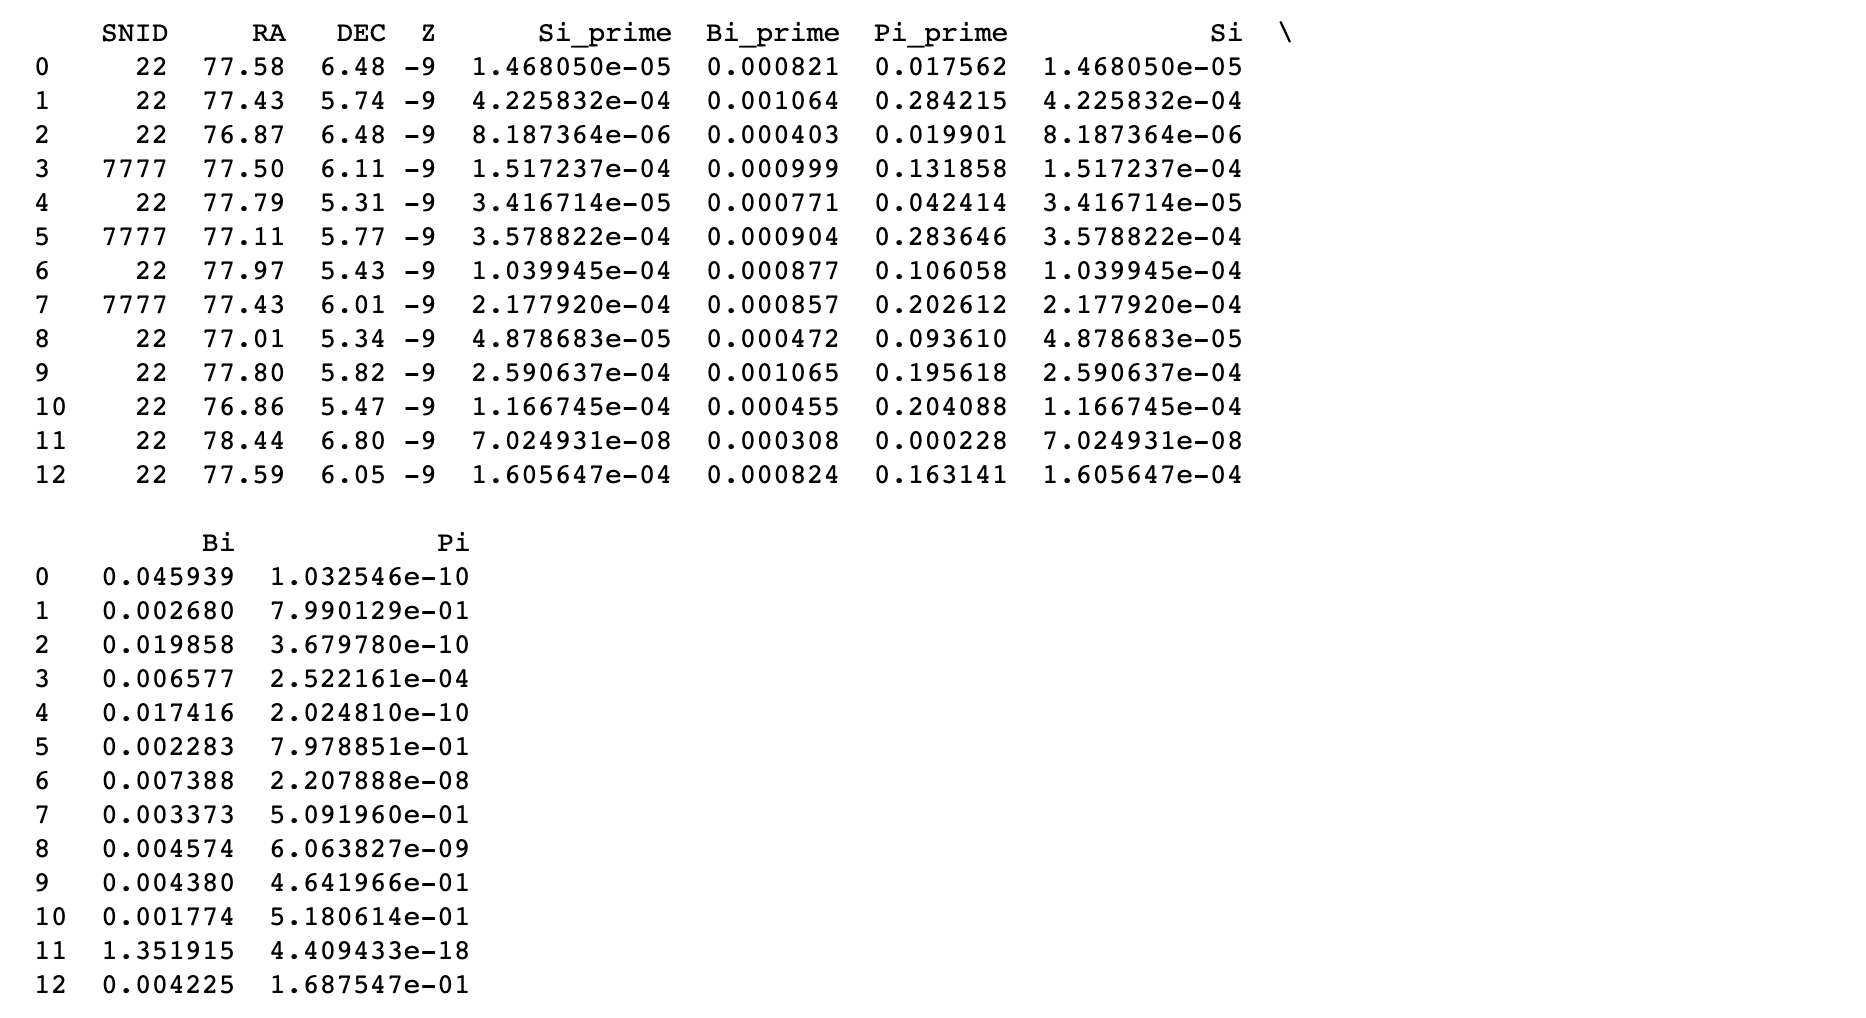 SNID RA DEC Z Si_prime Bi_prime Pi_prime Si \
0 22 77.58 6.48 -9 1.468050e-05 0.000821 0.017562 1.468050e-05
1 22 77.43 5.74 -9 4.225832e-04 0.001064 0.284215 4.225832e-04
2 22 76.87 6.48 -9 8.187364e-06 0.000403 0.019901 8.187364e-06
3 7777 77.50 6.11 -9 1.517237e-04 0.000999 0.131858 1.517237e-04
4 22 77.79 5.31 -9 3.416714e-05 0.000771 0.042414 3.416714e-05
5 7777 77.11 5.77 -9 3.578822e-04 0.000904 0.283646 3.578822e-04
6 22 77.97 5.43 -9 1.039945e-04 0.000877 0.106058 1.039945e-04
7 7777 77.43 6.01 -9 2.177920e-04 0.000857 0.202612 2.177920e-04
8 22 77.01 5.34 -9 4.878683e-05 0.000472 0.093610 4.878683e-05
9 22 77.80 5.82 -9 2.590637e-04 0.001065 0.195618 2.590637e-04
10 22 76.86 5.47 -9 1.166745e-04 0.000455 0.204088 1.166745e-04
11 22 78.44 6.80 -9 7.024931e-08 0.000308 0.000228 7.024931e-08
12 22 77.59 6.05 -9 1.605647e-04 0.000824 0.163141 1.605647e-04
Bi Pi
0 0.045939 1.032546e-10
1 0.002680 7.990129e-01
2 0.019858 3.679780e-10
3 0.006577 2.522161e-04
4 0.017416 2.024810e-10
5 0.002283 7.978851e-01
6 0.007388 2.207888e-08
7 0.003373 5.091960e-01
8 0.004574 6.063827e-09
9 0.004380 4.641966e-01
10 0.001774 5.180614e-01
11 1.351915 4.409433e-18
12 0.004225 1.687547e-01